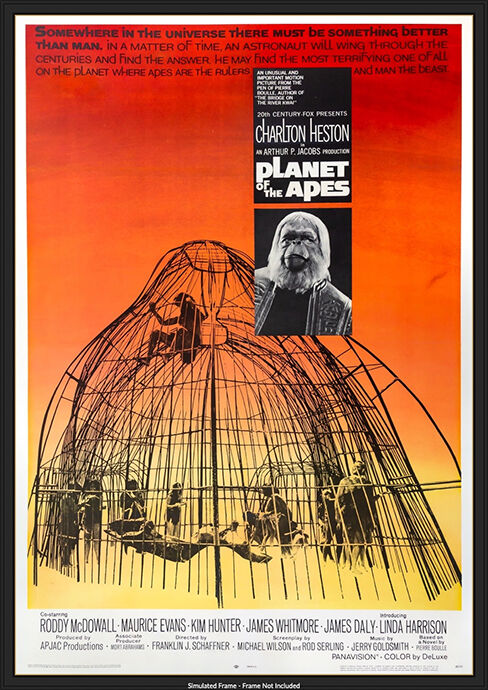 SOMEWHERE IN THE UNIVERSE THERE MUST BE SOMETHING BETTER
THAN MAN. IN A MATTER OF TIME, AN ASTRONAUT WILL WING THROUGH THE
CENTURIES AND FIND THE ANSWER. HE MAY FIND THE MOST TERRIFYING ONE OF ALL
ON THE PLANET WHERE APES ARE THE RULERS AND MAN THE BEAST.
AN UNUSUAL AND
IMPORTANT MOTION
PICTURE FROM THE
PEN OF PIERRE
BOULLE, AUTHOR OF
"THE BRIDGE ON
THE RIVER KWAI"
20TH CENTURY-FOX PRESENTS
CHARLTON HESTON
in
AN ARTHUR P. JACOBS PRODUCTION
PLANET
OF THE APES
Co-starring
RODDY McDOWALL · MAURICE EVANS · KIM HUNTER · JAMES WHITMORE · JAMES DALY · Introducing LINDA HARRISON
Produced by APJAC Productions · Associate Producer MORT ABRAHAMS · Directed by FRANKLIN J. SCHAFFNER · Screenplay by MICHAEL WILSON and ROD SERLING · Music by JERRY GOLDSMITH · Based on a Novel by PIERRE BOULLE
PANAVISION® · COLOR by DeLuxe
Simulated Frame - Frame Not Included